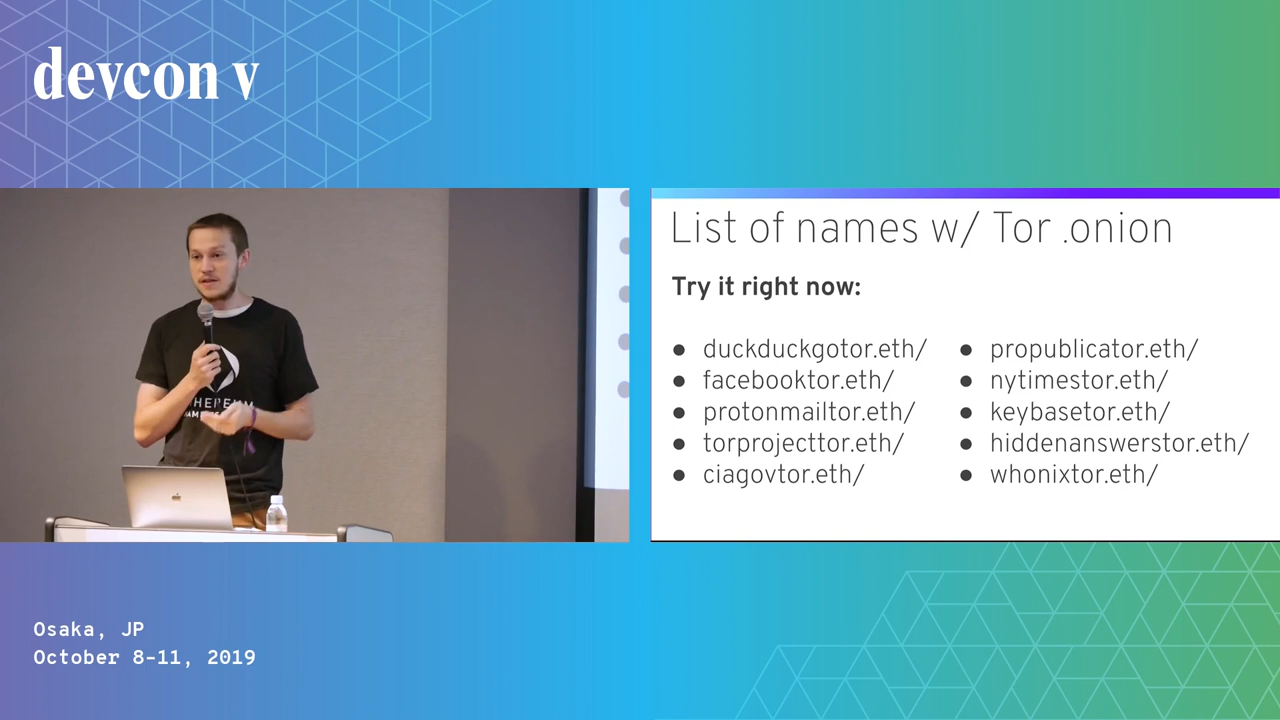 devcon v
List of names w/ Tor .onion
Try it right now:
● duckduckgotor.eth/
● facebooktor.eth/
● protonmailtor.eth/
● torprojecttor.eth/
● ciagovtor.eth/
● propublicator.eth/
● nytimestor.eth/
● keybasetor.eth/
● hiddenanswerstor.eth/
● whonixtor.eth/
Osaka, JP
October 8-11, 2019